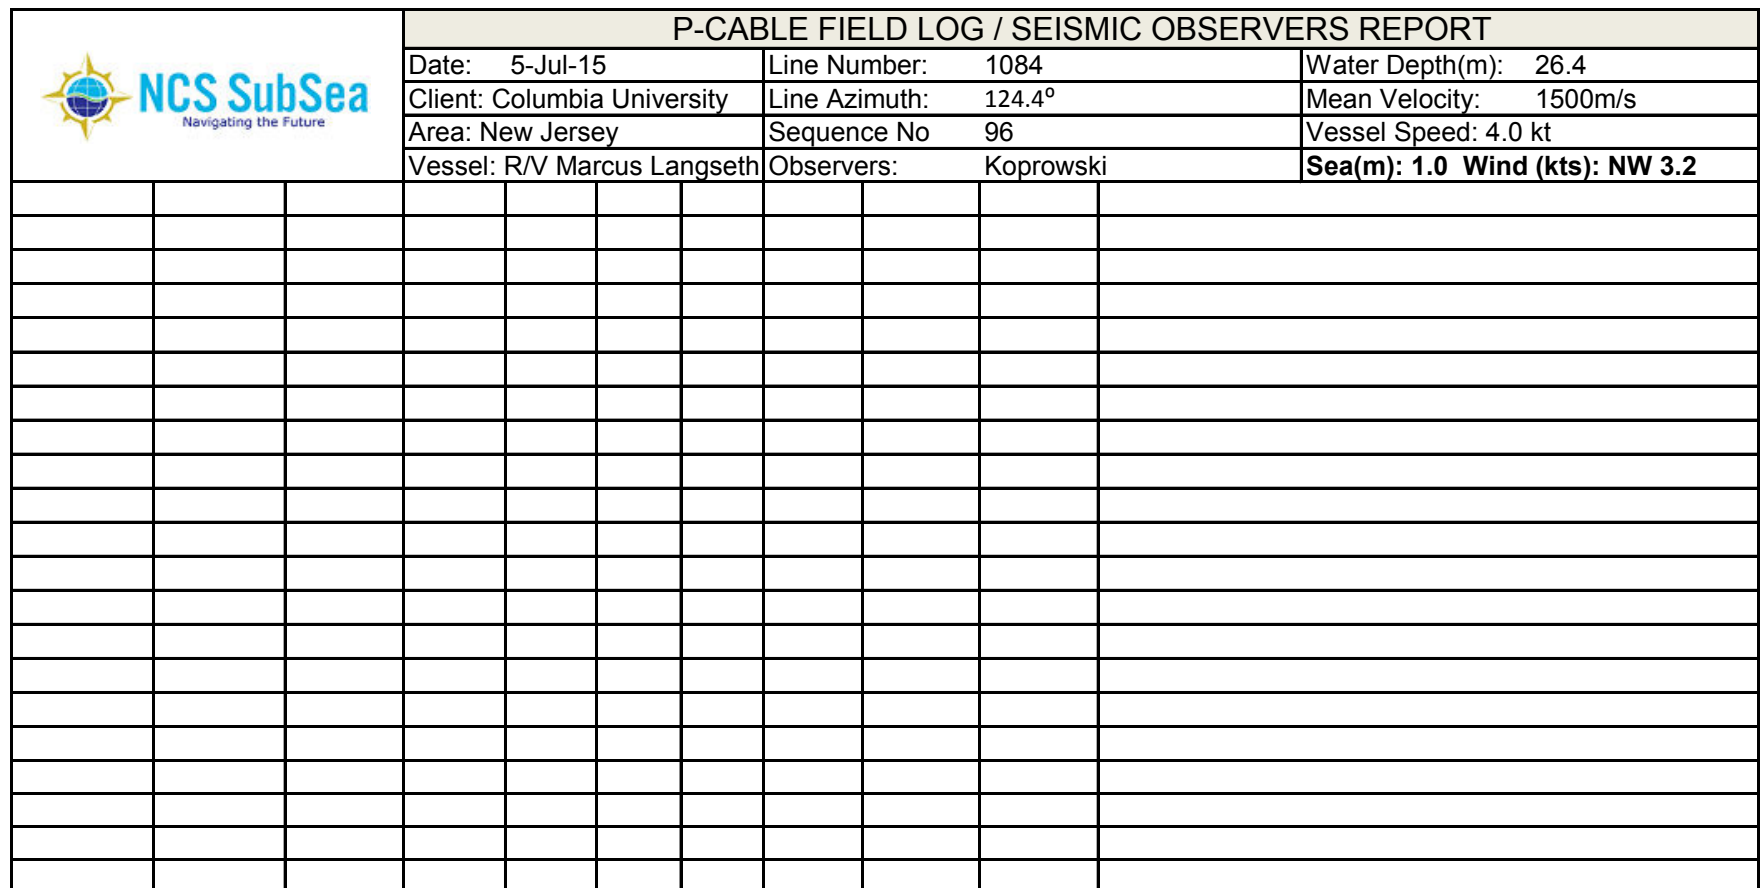 P-CABLE FIELD LOG / SEISMIC OBSERVERS REPORT
NCS SubSea
Navigating the Future
Date: 5-Jul-15 Line Number: 1084 Water Depth(m): 26.4
Client: Columbia University Line Azimuth: 124.4º Mean Velocity: 1500m/s
Area: New Jersey Sequence No 96 Vessel Speed: 4.0 kt
Vessel: R/V Marcus Langseth Observers: Koprowski Sea(m): 1.0 Wind (kts): NW 3.2